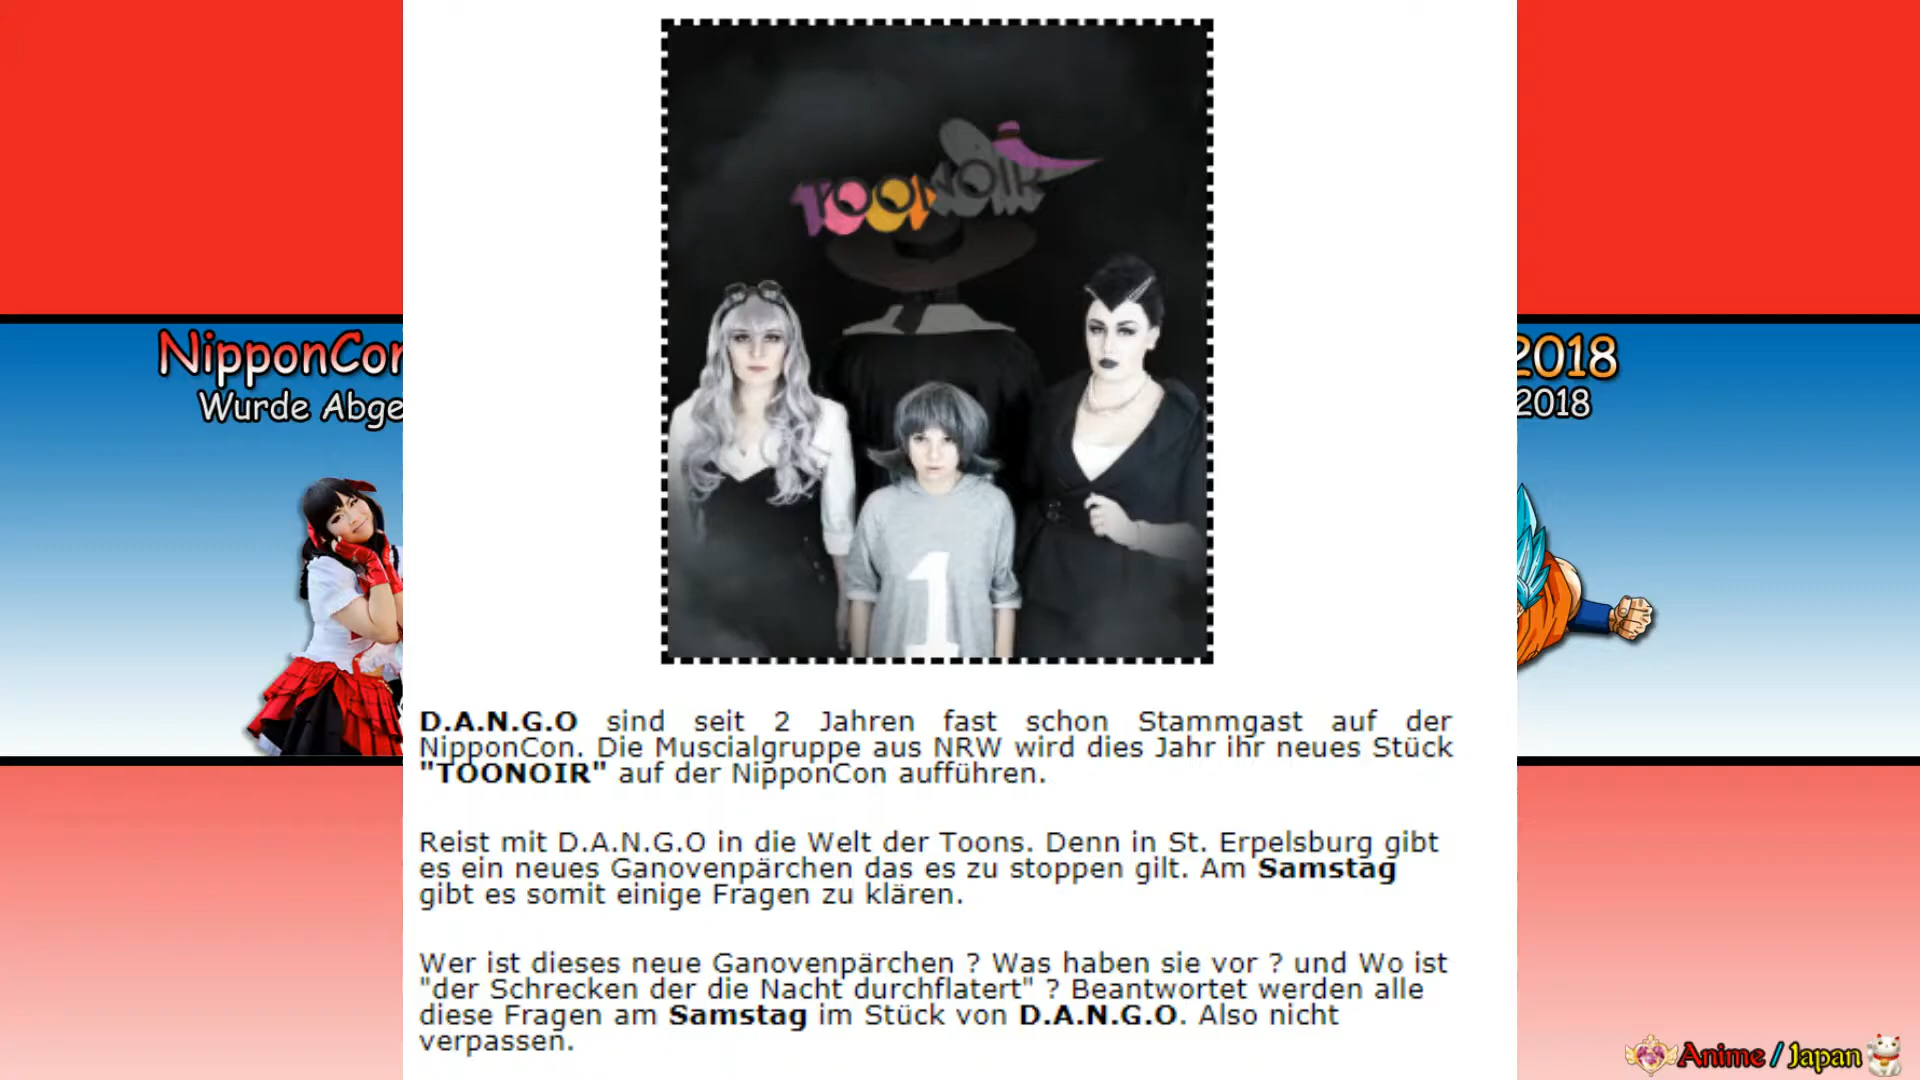 TOONOIR
NipponCon
2018
Wurde Abge
2018
1
D.A.N.G.O sind seit 2 Jahren fast schon Stammgast auf der
NipponCon. Die Muscialgruppe aus NRW wird dies Jahr ihr neues Stück
"TOONOIR" auf der NipponCon aufführen.
Reist mit D.A.N.G.O in die Welt der Toons. Denn in St. Erpelsburg gibt
es ein neues Ganovenpärchen das es zu stoppen gilt. Am Samstag
gibt es somit einige Fragen zu klären.
Wer ist dieses neue Ganovenpärchen ? Was haben sie vor ? und Wo ist
"der Schrecken der die Nacht durchflatert" ? Beantwortet werden alle
diese Fragen am Samstag im Stück von D.A.N.G.O. Also nicht
verpassen.
Anime / Japan